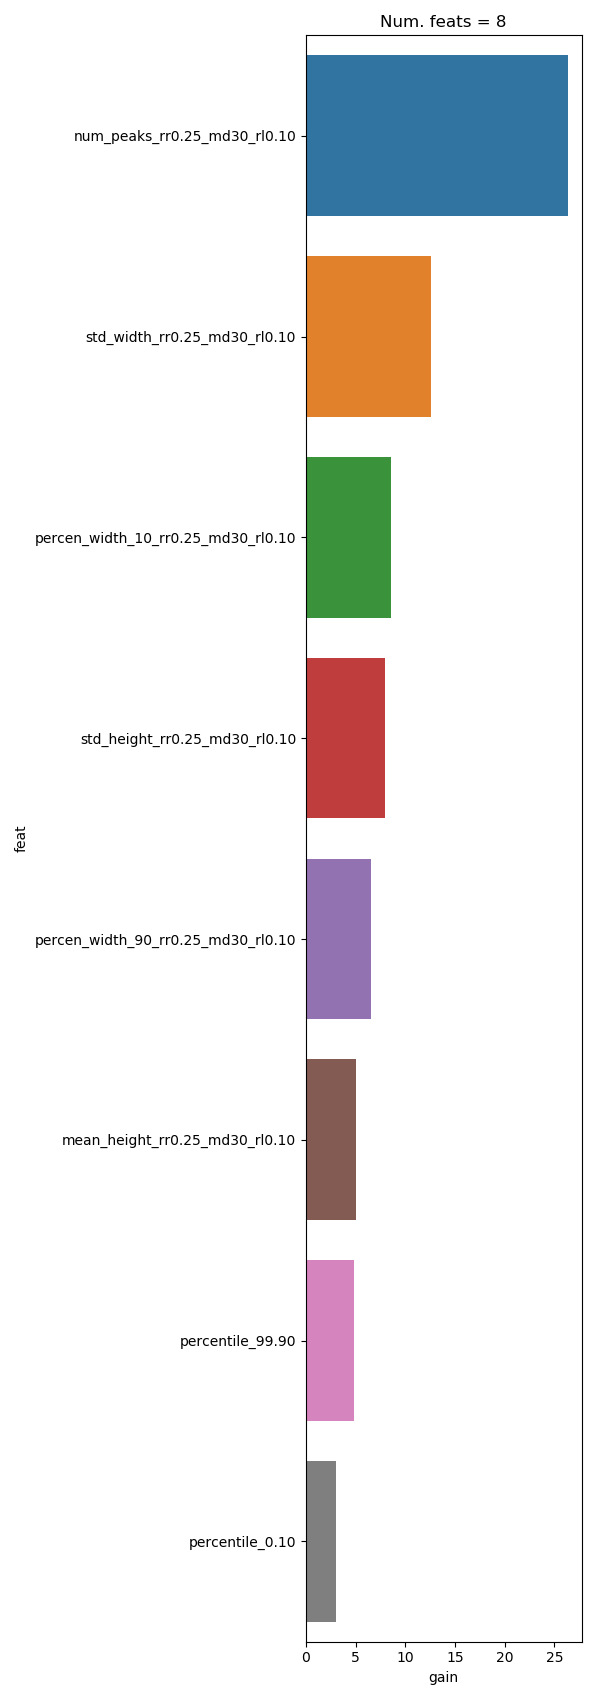 Num. feats = 8
num_peaks_rr0.25_md30_rl0.10
std_width_rr0.25_md30_rl0.10
percen_width_10_rr0.25_md30_rl0.10
std_height_rr0.25_md30_rl0.10
feat
percen_width_90_rr0.25_md30_rl0.10
mean_height_rr0.25_md30_rl0.10
percentile_99.90
percentile_0.10
0 5 10 15 20 25
gain